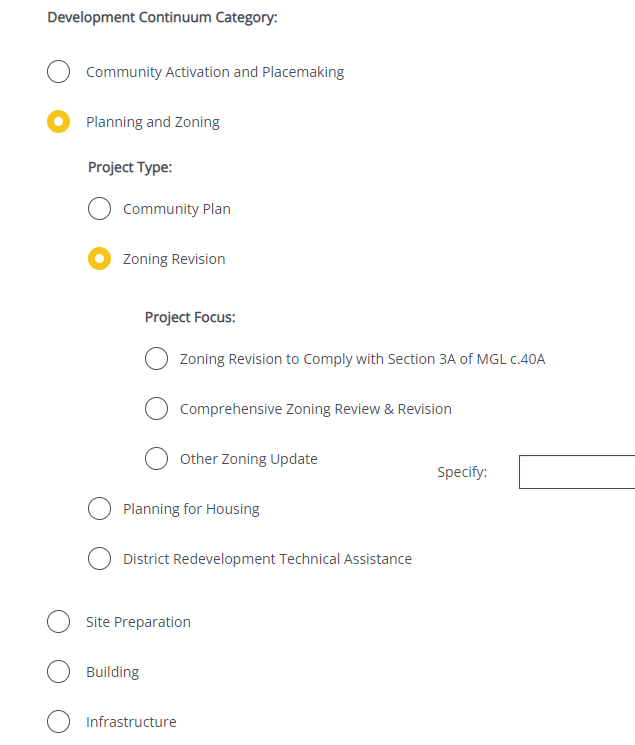 Development Continuum Category:
Community Activation and Placemaking
Planning and Zoning
Project Type:
Community Plan
Zoning Revision
Project Focus:
Zoning Revision to Comply with Section 3A of MGL c.40A
Comprehensive Zoning Review & Revision
Other Zoning Update
Specify:
Planning for Housing
District Redevelopment Technical Assistance
Site Preparation
Building
Infrastructure